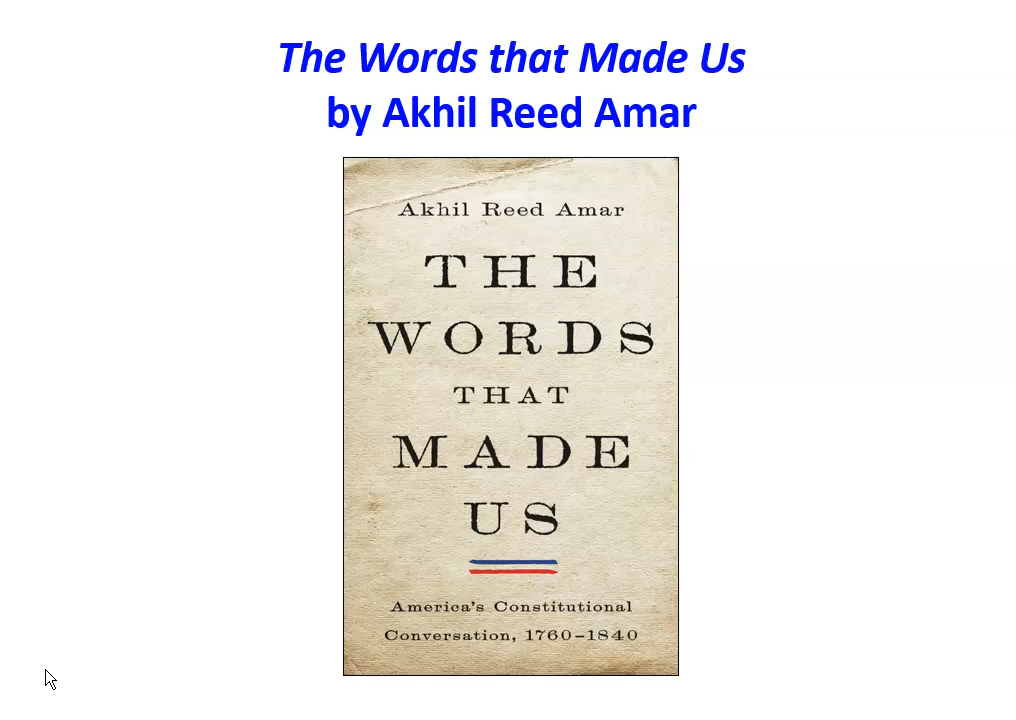 The Words that Made Us
by Akhil Reed Amar
Akhil Reed Amar
THE
WORDS
THAT
MADE
US
America's Constitutional
Conversation, 1760–1840